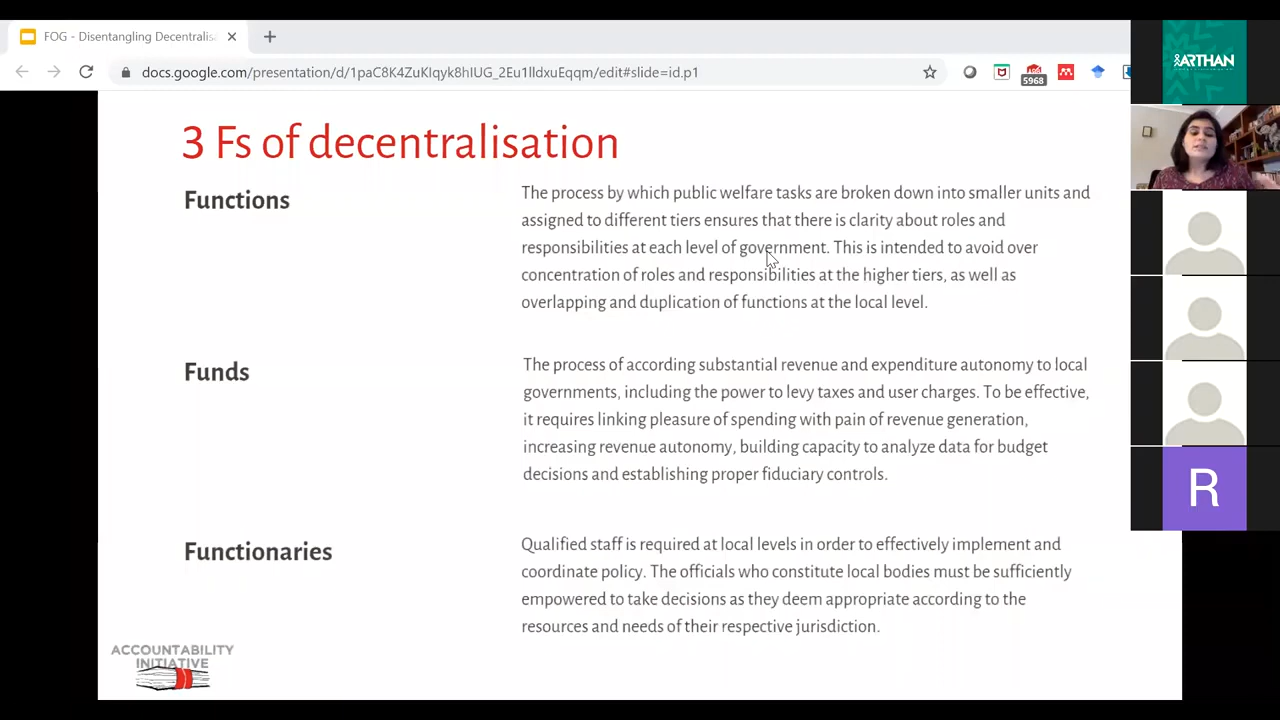 FOG - Disentangling Decentralis
docs.google.com/presentation/d/1paC8K4ZuKIqyk8hIUG_2Eu1lldxuEqqm/edit#slide=id.p1
5968
ARTHAN
3 Fs of decentralisation
Functions
The process by which public welfare tasks are broken down into smaller units and
assigned to different tiers ensures that there is clarity about roles and
responsibilities at each level of government. This is intended to avoid over
concentration of roles and responsibilities at the higher tiers, as well as
overlapping and duplication of functions at the local level.
Funds
The process of according substantial revenue and expenditure autonomy to local
governments, including the power to levy taxes and user charges. To be effective,
it requires linking pleasure of spending with pain of revenue generation,
increasing revenue autonomy, building capacity to analyze data for budget
decisions and establishing proper fiduciary controls.
R
Functionaries
Qualified staff is required at local levels in order to effectively implement and
coordinate policy. The officials who constitute local bodies must be sufficiently
empowered to take decisions as they deem appropriate according to the
resources and needs of their respective jurisdiction.
ACCOUNTABILITY
INITIATIVE